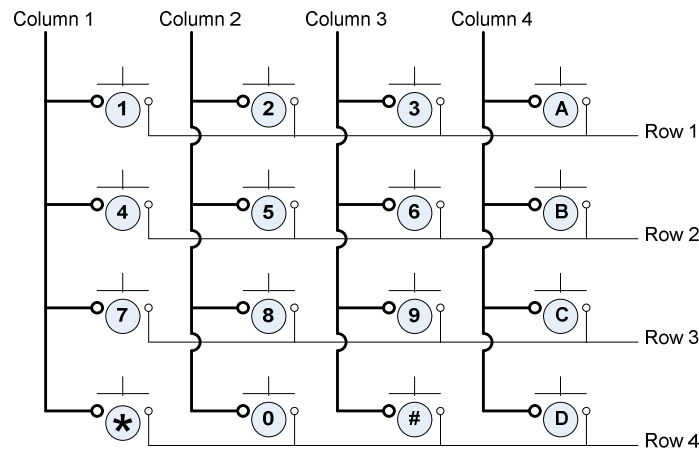 Column 1 Column 2 Column 3 Column 4
1 2 3 A
Row 1
4 5 6 B
Row 2
7 8 9 C
Row 3
* 0 # D
Row 4